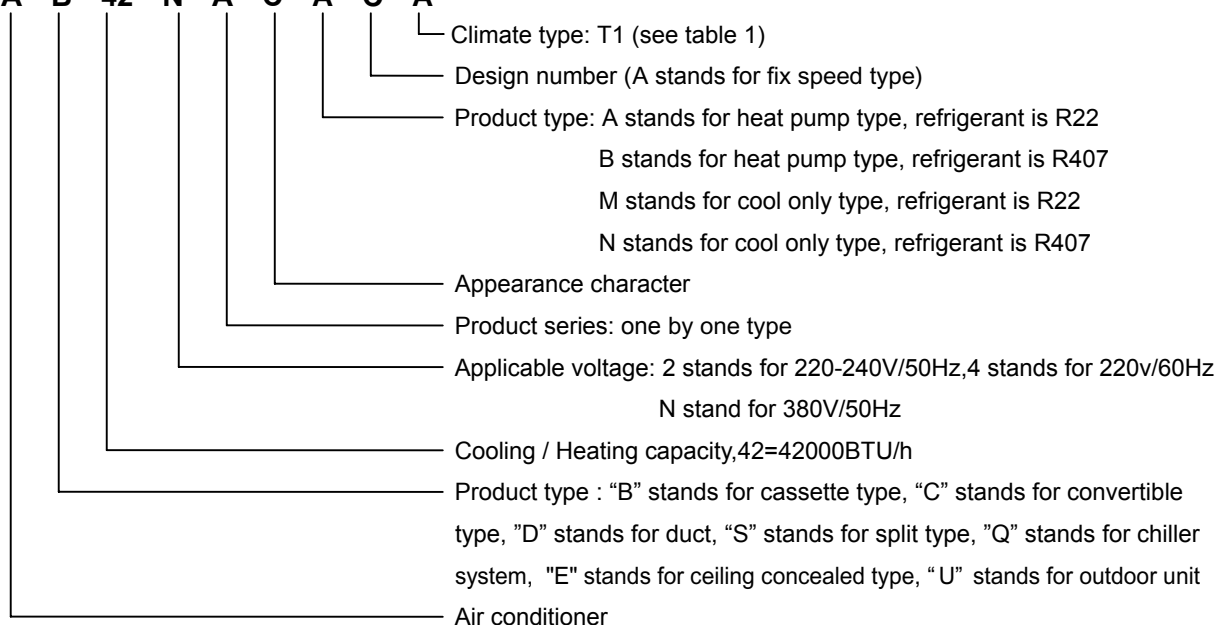 A B 42 N A A A
Climate type: T1 (see table 1)
Design number (A stands for fix speed type)
Product type: A stands for heat pump type, refrigerant is R22
B stands for heat pump type, refrigerant is R407
M stands for cool only type, refrigerant is R22
N stands for cool only type, refrigerant is R407
Appearance character
Product series: one by one type
Applicable voltage: 2 stands for 220-240V/50Hz,4 stands for 220v/60Hz
N stand for 380V/50Hz
Cooling / Heating capacity,42=42000BTU/h
Product type : “B” stands for cassette type, “C” stands for convertible
type, ”D” stands for duct, “S” stands for split type, ”Q” stands for chiller
system, "E" stands for ceiling concealed type, “ U” stands for outdoor unit
Air conditioner